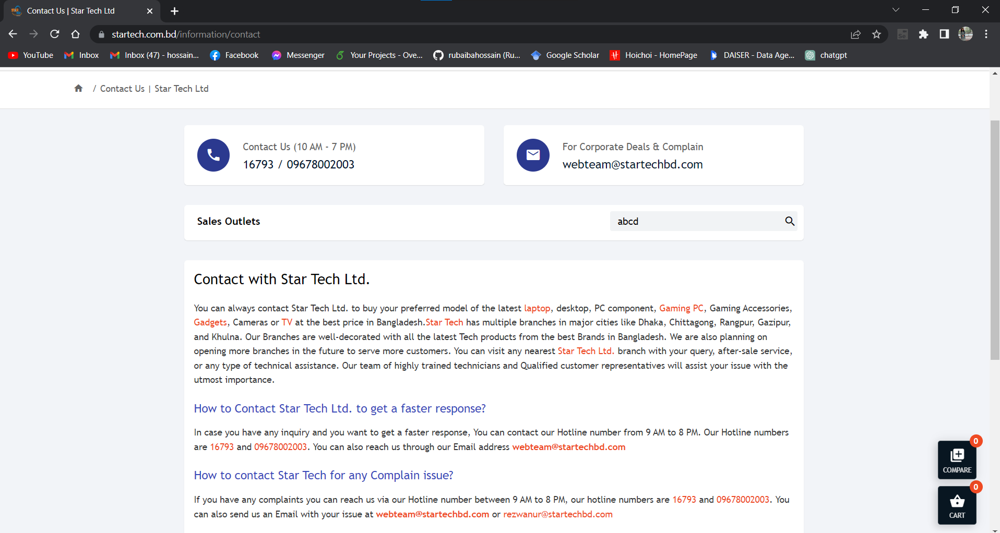 Contact Us | Star Tech Ltd
startech.com.bd/information/contact
YouTube Inbox Inbox (47) - hossain... Facebook Messenger Your Projects - Ove... rubaibahossain (Ru... Google Scholar Hoichoi - HomePage DAISER - Data Age... chatgpt
/ Contact Us | Star Tech Ltd
Contact Us (10 AM - 7 PM)
16793 / 09678002003
For Corporate Deals & Complain
webteam@startechbd.com
Sales Outlets
abcd
Contact with Star Tech Ltd.
You can always contact Star Tech Ltd. to buy your preferred model of the latest laptop, desktop, PC component, Gaming PC, Gaming Accessories,
Gadgets, Cameras or TV at the best price in Bangladesh.Star Tech has multiple branches in major cities like Dhaka, Chittagong, Rangpur, Gazipur,
and Khulna. Our Branches are well-decorated with all the latest Tech products from the best Brands in Bangladesh. We are also planning on
opening more branches in the future to serve more customers. You can visit any nearest Star Tech Ltd. branch with your query, after-sale service,
or any type of technical assistance. Our team of highly trained technicians and Qualified customer representatives will assist your issue with the
utmost importance.
How to Contact Star Tech Ltd. to get a faster response?
In case you have any inquiry and you want to get a faster response, You can contact our Hotline number from 9 AM to 8 PM. Our Hotline numbers
are 16793 and 09678002003. You can also reach us through our Email address webteam@startechbd.com
How to contact Star Tech for any Complain issue?
If you have any complaints you can reach us via our Hotline number between 9 AM to 8 PM, our hotline numbers are 16793 and 09678002003. You
can also send us an Email with your issue at webteam@startechbd.com or rezwanur@startechbd.com
0
COMPARE
0
CART